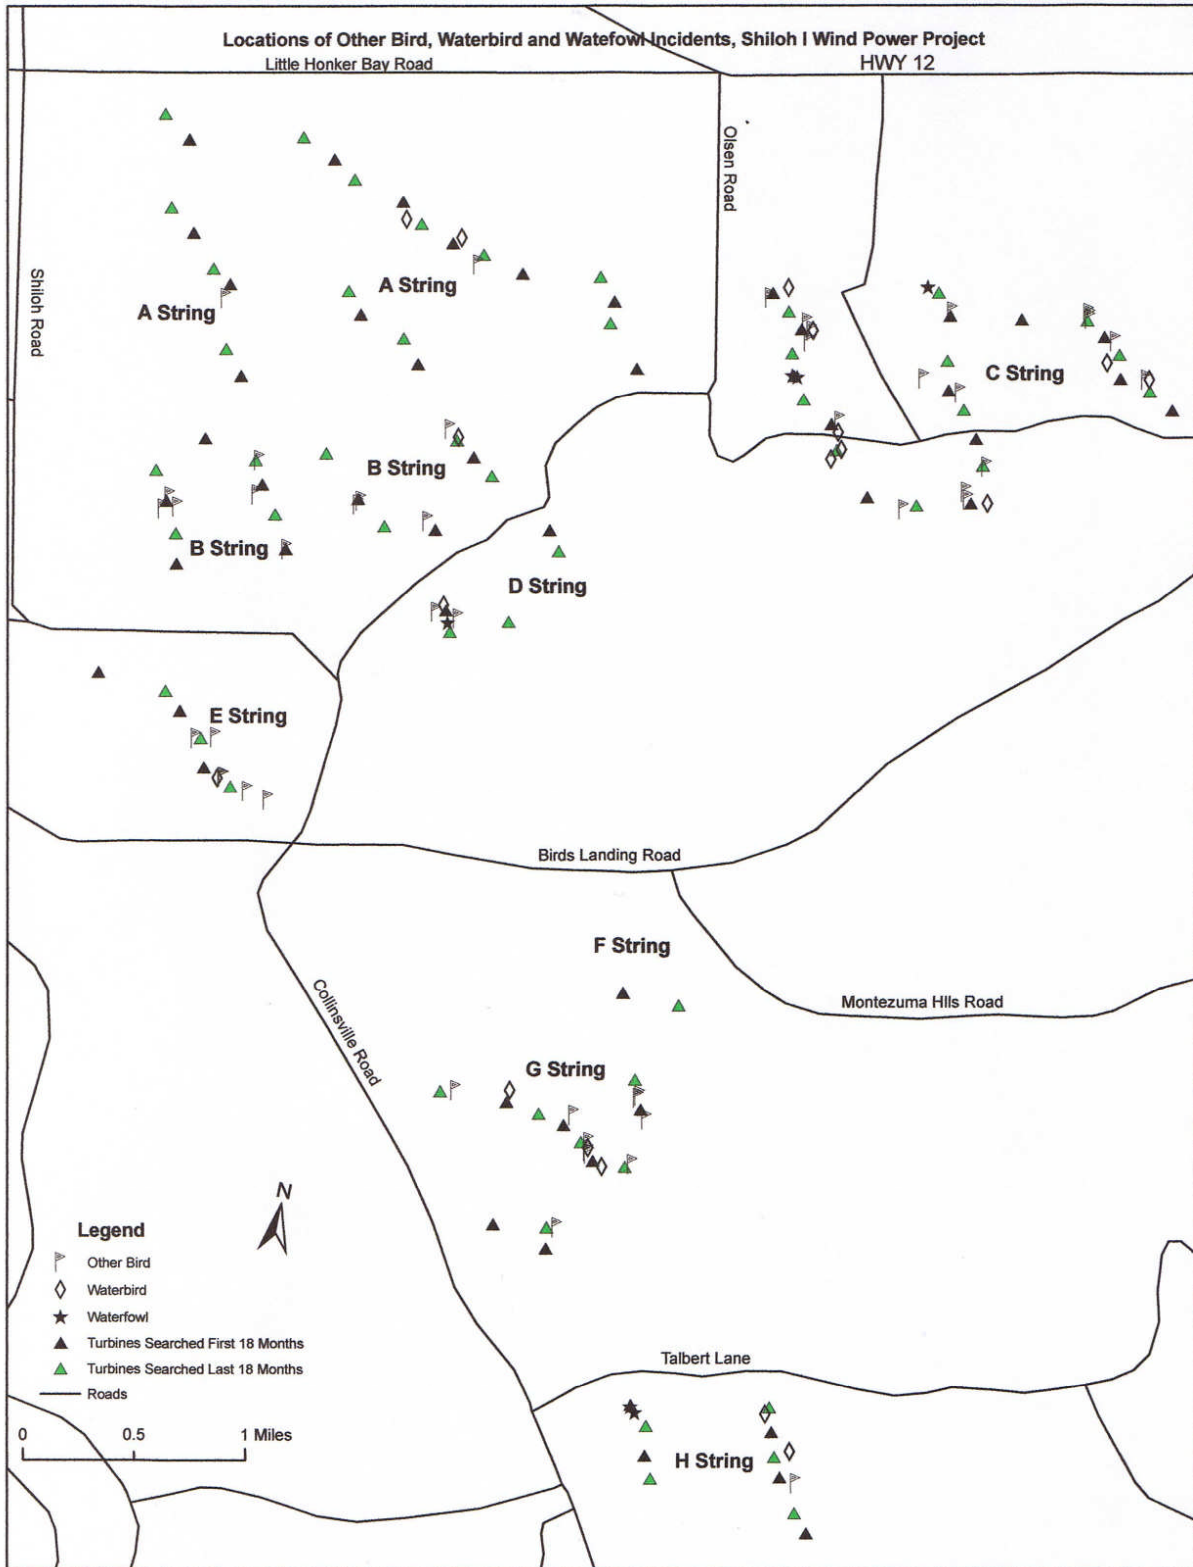 Locations of Other Bird, Waterbird and Watefowl Incidents, Shiloh I Wind Power Project
Little Honker Bay Road
HWY 12
Olsen Road
Shiloh Road
A String
A String
C String
B String
B String
D String
E String
Birds Landing Road
F String
Collinsville Road
Montezuma HIls Road
G String
N
Legend
Other Bird
Waterbird
Waterfowl
Turbines Searched First 18 Months
Turbines Searched Last 18 Months
Roads
Talbert Lane
0 0.5 1 Miles
H String